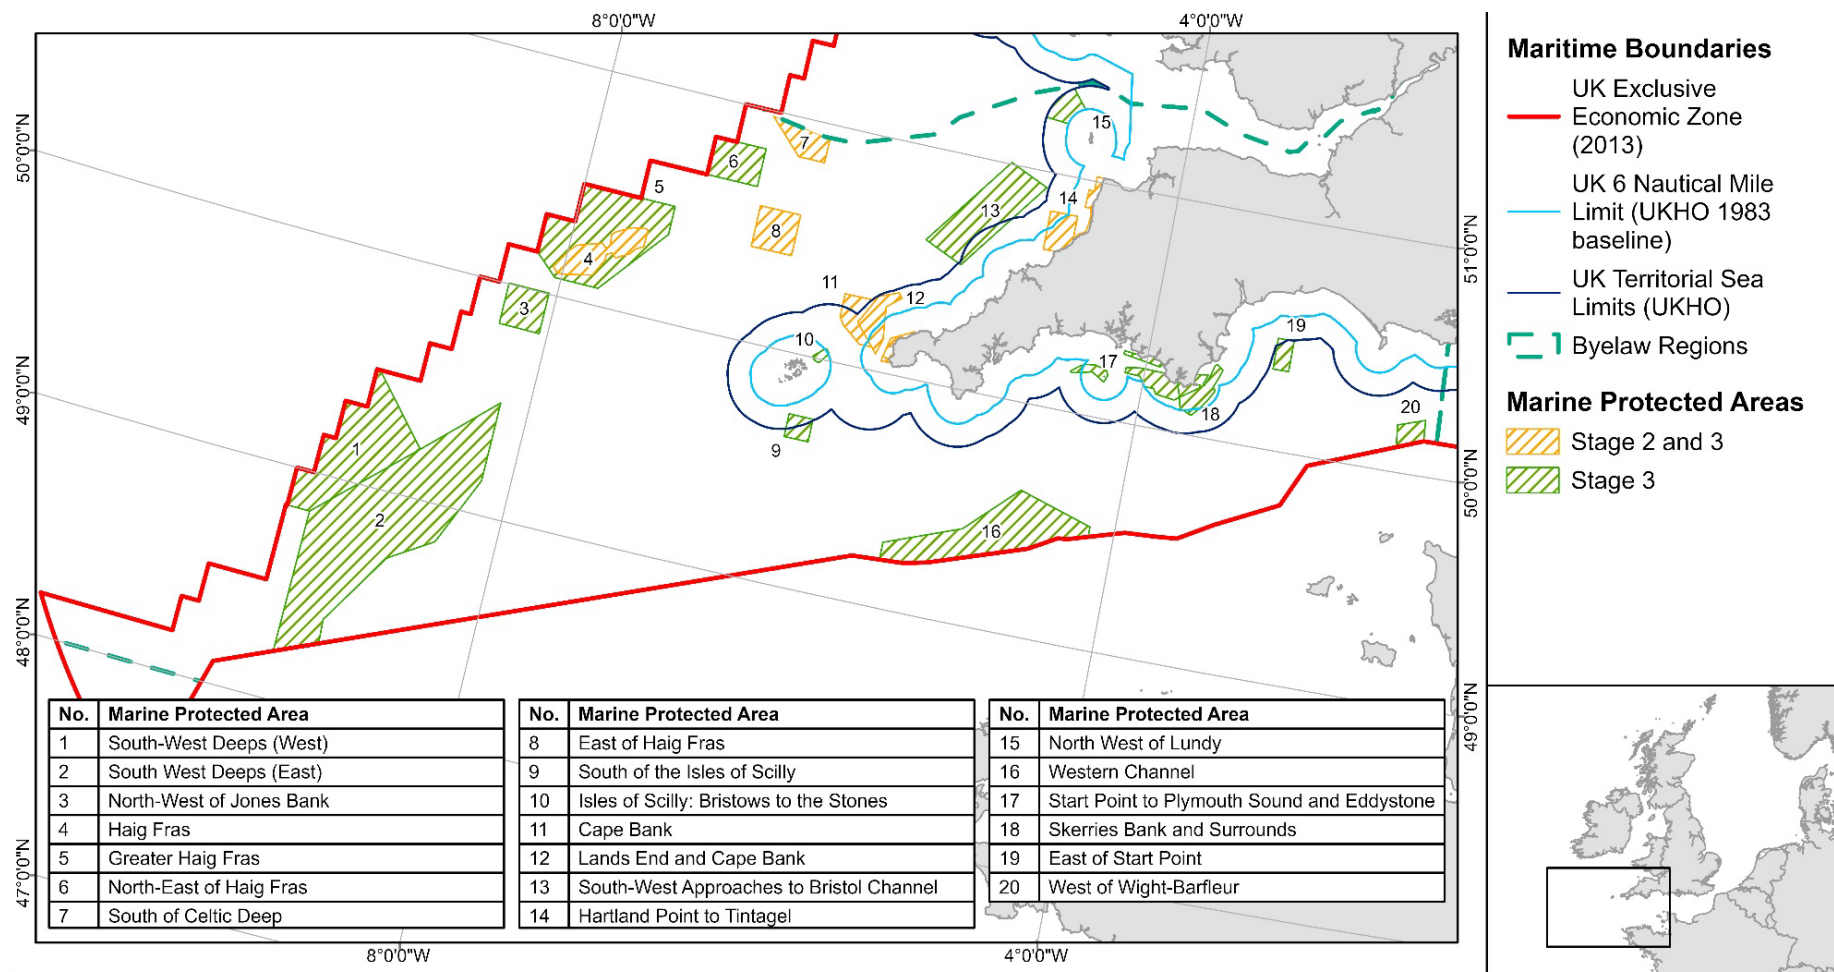 8°0'0"W
4°0'0"W
50°0'0"N
49°0'0"N
48°0'0"N
47°0'0"N
51°0'0"N
50°0'0"N
49°0'0"N
8°0'0"W
4°0'0"W
1
2
3
4
5
6
7
8
9
10
11
12
13
14
15
16
17
18
19
20
No. Marine Protected Area
1 South-West Deeps (West)
2 South West Deeps (East)
3 North-West of Jones Bank
4 Haig Fras
5 Greater Haig Fras
6 North-East of Haig Fras
7 South of Celtic Deep
No. Marine Protected Area
8 East of Haig Fras
9 South of the Isles of Scilly
10 Isles of Scilly: Bristows to the Stones
11 Cape Bank
12 Lands End and Cape Bank
13 South-West Approaches to Bristol Channel
14 Hartland Point to Tintagel
No. Marine Protected Area
15 North West of Lundy
16 Western Channel
17 Start Point to Plymouth Sound and Eddystone
18 Skerries Bank and Surrounds
19 East of Start Point
20 West of Wight-Barfleur
Maritime Boundaries
UK Exclusive
Economic Zone
(2013)
UK 6 Nautical Mile
Limit (UKHO 1983
baseline)
UK Territorial Sea
Limits (UKHO)
Byelaw Regions
Marine Protected Areas
Stage 2 and 3
Stage 3